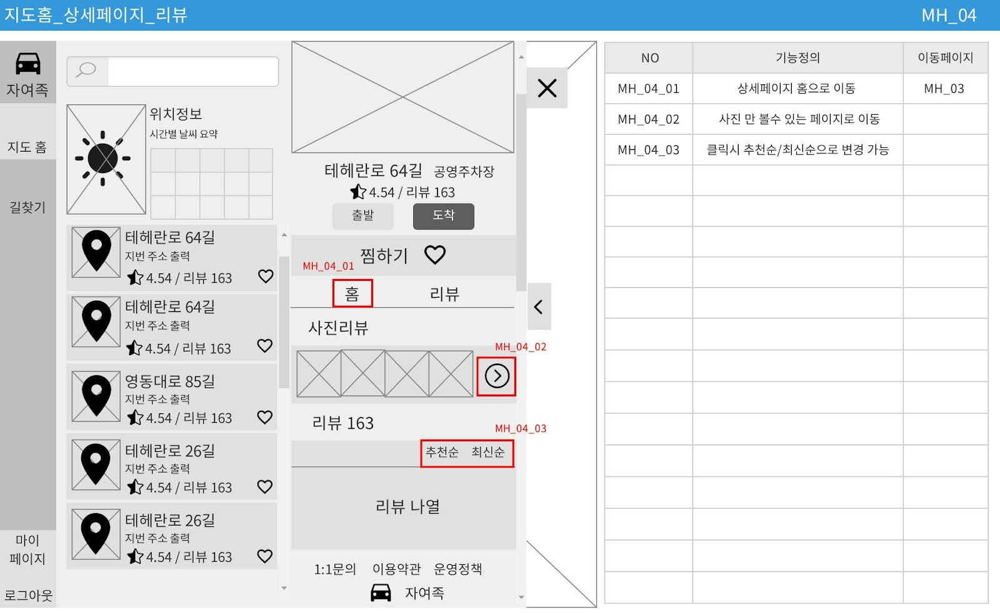 지도홈_상세페이지_리뷰
MH_04
자여족
지도 홈
길찾기
마이
페이지
로그아웃
위치정보
시간별 날씨 요약
테헤란로 64길
지번 주소 출력
4.54 / 리뷰 163
테헤란로 64길
지번 주소 출력
4.54 / 리뷰 163
영동대로 85길
지번 주소 출력
4.54 / 리뷰 163
테헤란로 26길
지번 주소 출력
4.54 / 리뷰 163
테헤란로 26길
지번 주소 출력
4.54 / 리뷰 163
테헤란로 64길 공영주차장
4.54 / 리뷰 163
출발 도착
찜하기
MH_04_01
홈 리뷰
사진리뷰
MH_04_02
리뷰 163
MH_04_03
추천순 최신순
리뷰 나열
1:1문의 이용약관 운영정책
자여족
NO 기능정의 이동페이지
MH_04_01 상세페이지 홈으로 이동 MH_03
MH_04_02 사진 만 볼수 있는 페이지로 이동
MH_04_03 클릭시 추천순/최신순으로 변경 가능